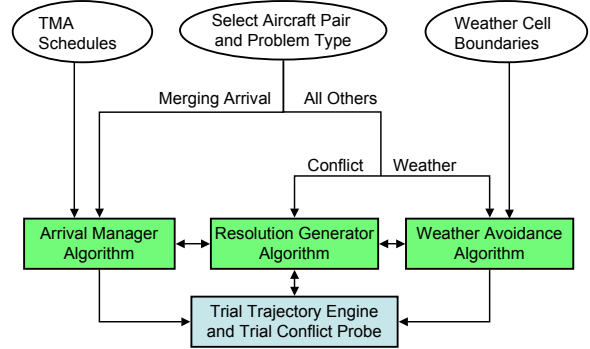 TMA
Schedules
Select Aircraft Pair
and Problem Type
Weather Cell
Boundaries
Merging Arrival
All Others
Conflict
Weather
Arrival Manager
Algorithm
Resolution Generator
Algorithm
Weather Avoidance
Algorithm
Trial Trajectory Engine
and Trial Conflict Probe